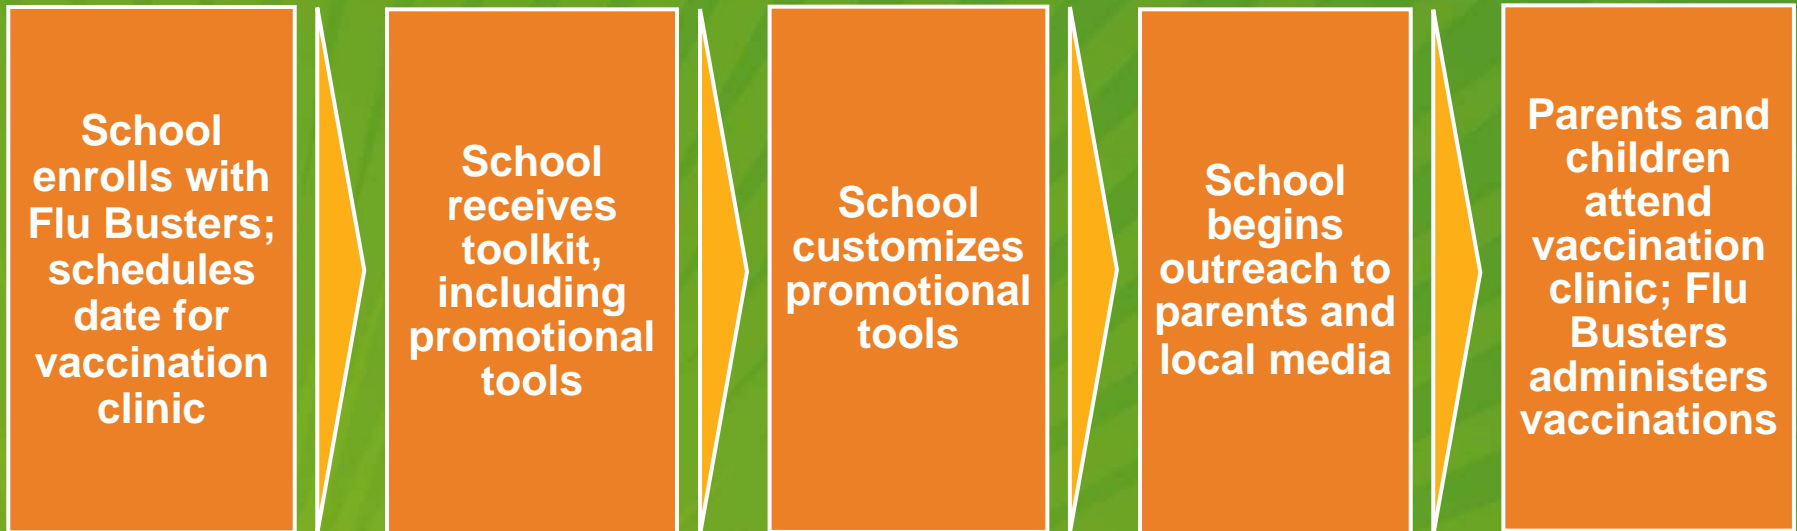 School
enrolls with
Flu Busters;
schedules
date for
vaccination
clinic
School
receives
toolkit,
including
promotional
tools
School
customizes
promotional
tools
School
begins
outreach to
parents and
local media
Parents and
children
attend
vaccination
clinic; Flu
Busters
administers
vaccinations